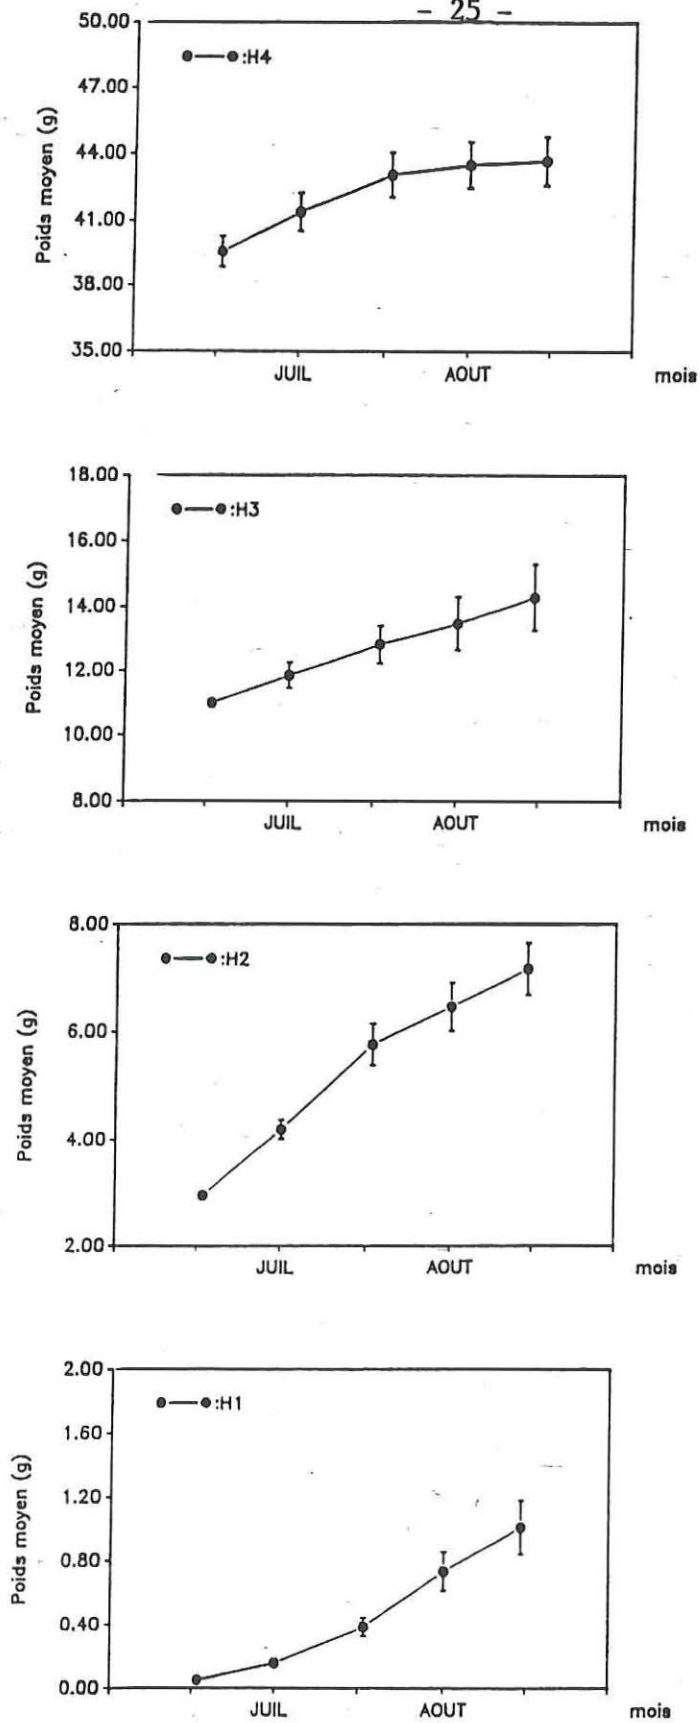 - 25 -
50.00
:H4
47.00
44.00
41.00
38.00
35.00
Poids moyen (g)
JUIL AOUT mois
18.00
:H3
16.00
14.00
12.00
10.00
8.00
Poids moyen (g)
JUIL AOUT mois
8.00
:H2
6.00
4.00
2.00
Poids moyen (g)
JUIL AOUT mois
2.00
:H1
1.60
1.20
0.80
0.40
0.00
Poids moyen (g)
JUIL AOUT mois